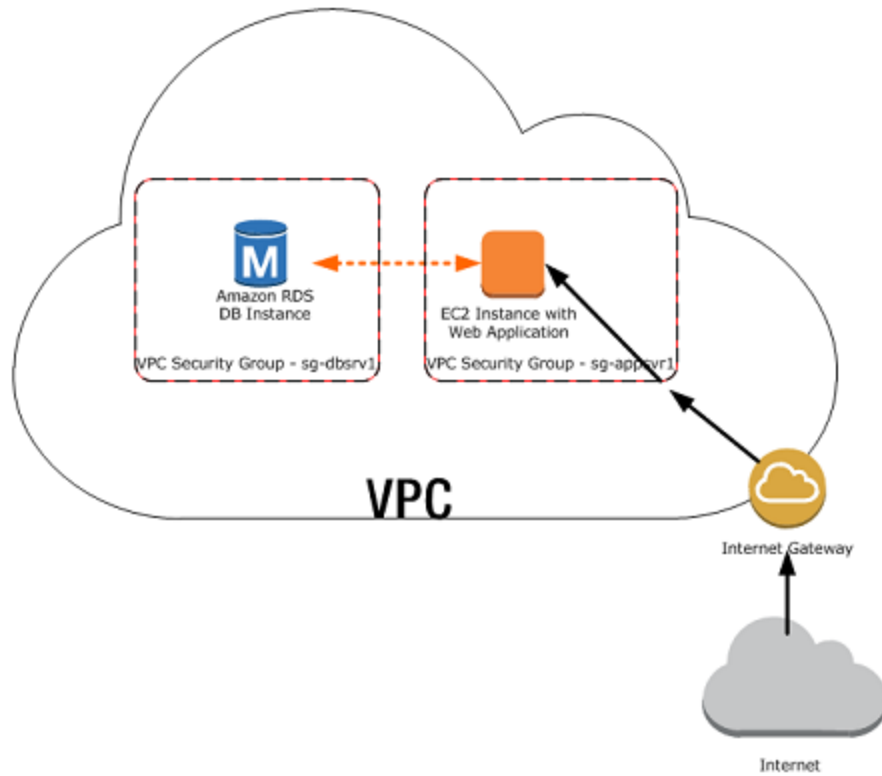 M
Amazon RDS
DB Instance
EC2 Instance with
Web Application
VPC Security Group - sg-dbsrv1
VPC Security Group - sg-appsvr1
VPC
Internet Gateway
Internet